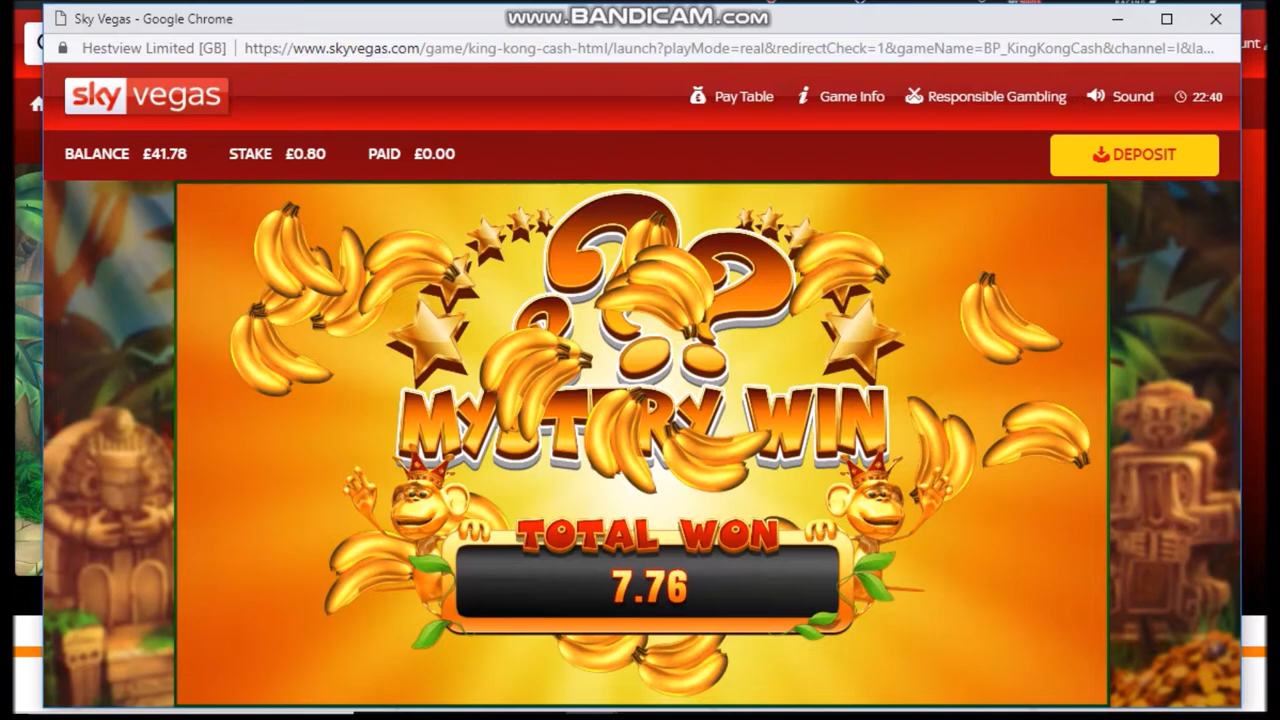 www.BANDICAM.com
Sky Vegas - Google Chrome
Hestview Limited [GB] | https://www.skyvegas.com/game/king-kong-cash-html/launch?playMode=real&redirectCheck=1&gameName=BP_KingKongCash&channel=I&la...
sky vegas
Pay Table
Game Info
Responsible Gambling
Sound
22:40
BALANCE £41.78
STAKE £0.80
PAID £0.00
DEPOSIT
MYSTERY WIN
TOTAL WON
7.76